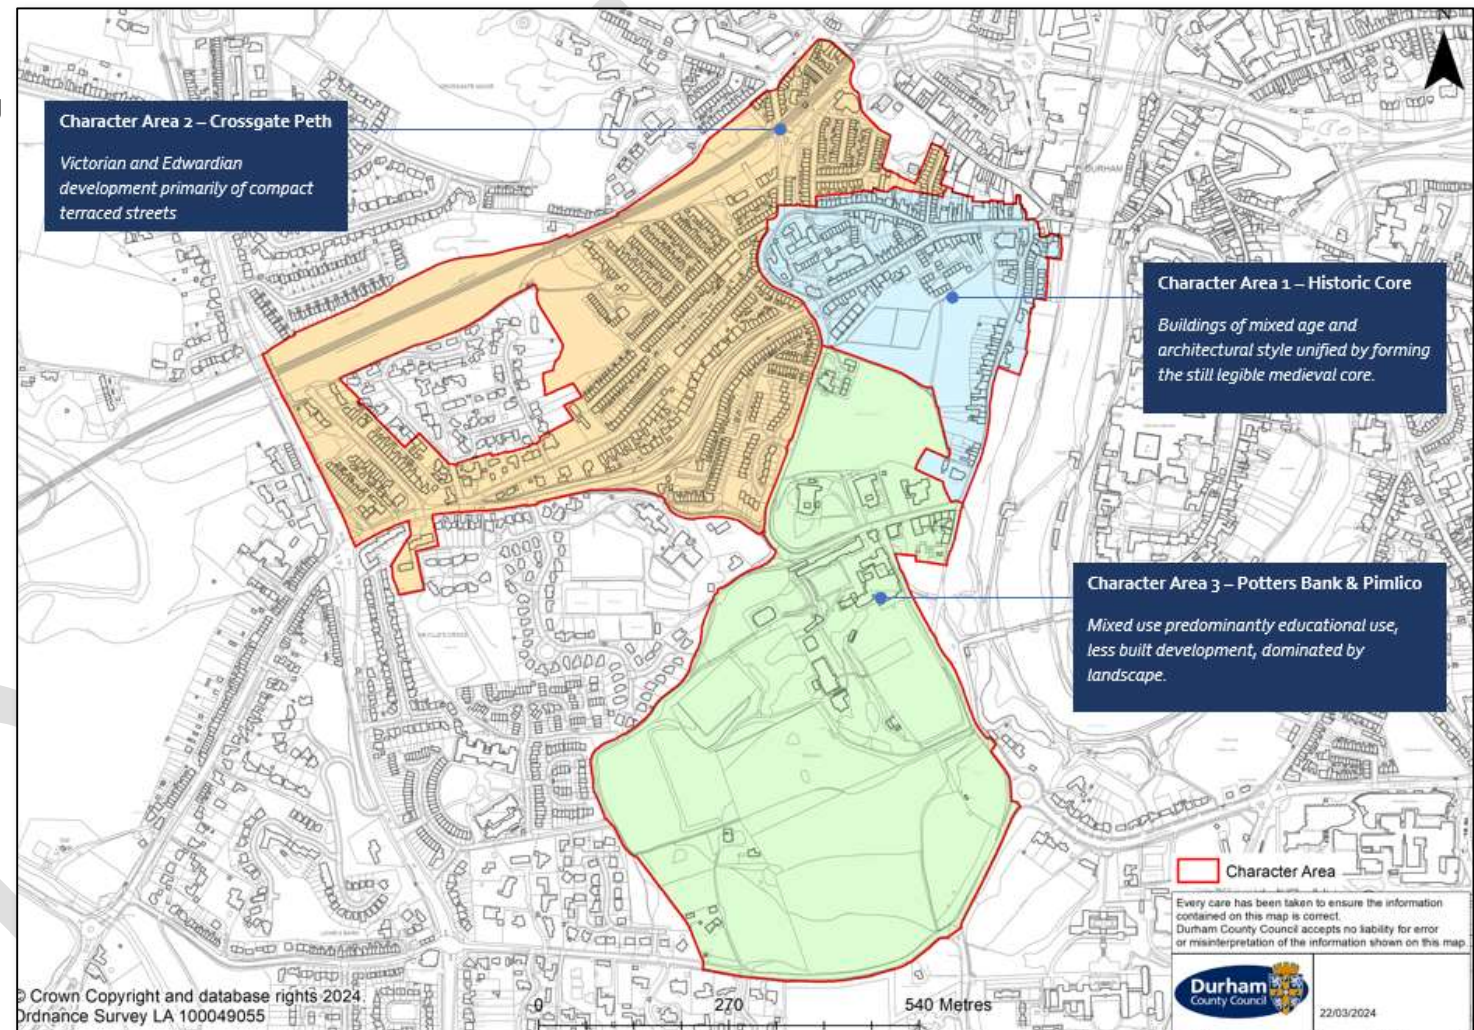 N
Character Area 2 – Crossgate Peth
Victorian and Edwardian
development primarily of compact
terraced streets
DURHAM
Character Area 1 – Historic Core
Buildings of mixed age and
architectural style unified by forming
the still legible medieval core.
Character Area 3 – Potters Bank & Pimlico
Mixed use predominantly educational use,
less built development, dominated by
landscape.
Character Area
Every care has been taken to ensure the information
contained on this map is correct.
Durham County Council accepts no liability for error
or misinterpretation of the information shown on this map.
Durham
County Council
22/03/2024
© Crown Copyright and database rights 2024
Ordnance Survey LA 100049055
0 270 540 Metres